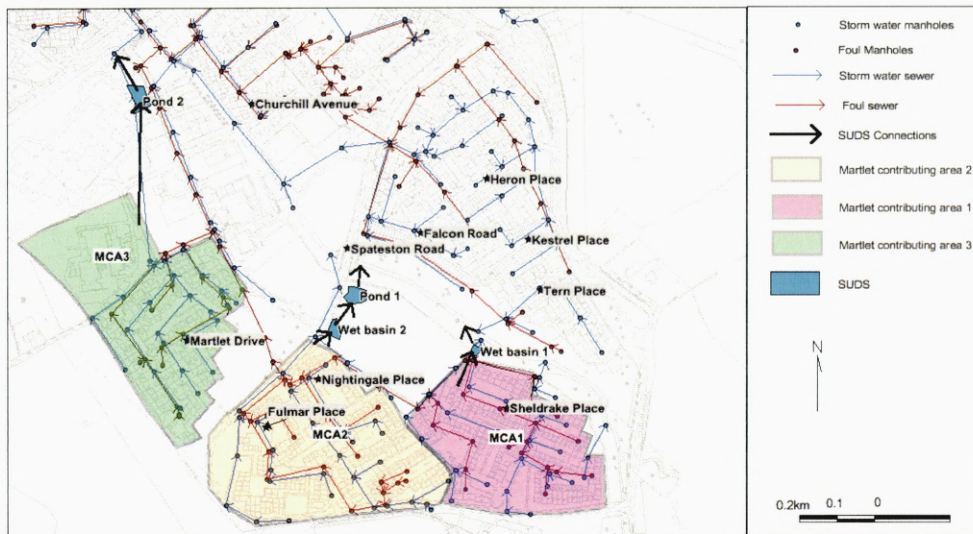 Pond 2
Churchill Avenue
Heron Place
Falcon Road
Kestrel Place
Spateston Road
MCA3
Pond 1
Tern Place
Wet basin 2
Martlet Drive
Wet basin 1
Nightingale Place
Fulmar Place
MCA2
Sheldrake Place
MCA1
Storm water manholes
Foul Manholes
Storm water sewer
Foul sewer
SUDS Connections
Martlet contributing area 2
Martlet contributing area 1
Martlet contributing area 3
SUDS
N
0.2km 0.1 0